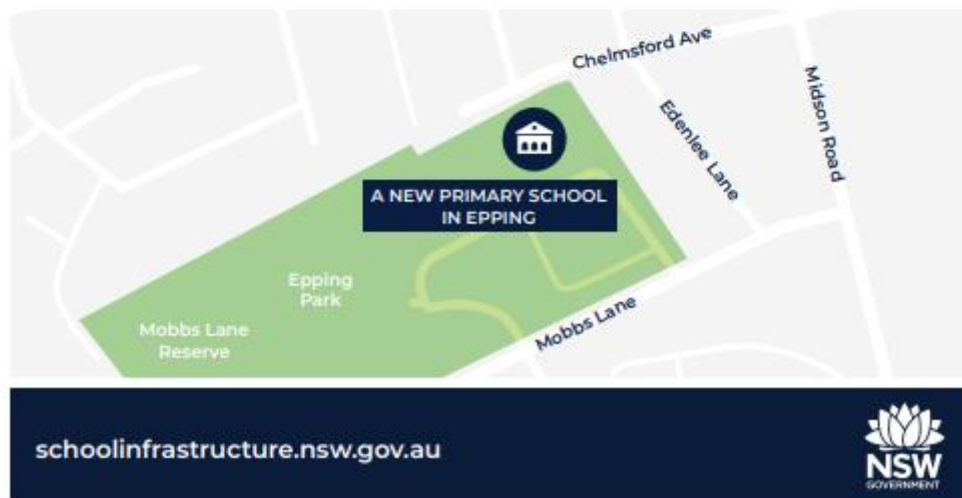 Chelmsford Ave
Edenlee Lane
Midson Road
A NEW PRIMARY SCHOOL
IN EPPING
Epping
Park
Mobbs Lane
Mobbs Lane
Reserve
schoolinfrastructure.nsw.gov.au
NSW
GOVERNMENT